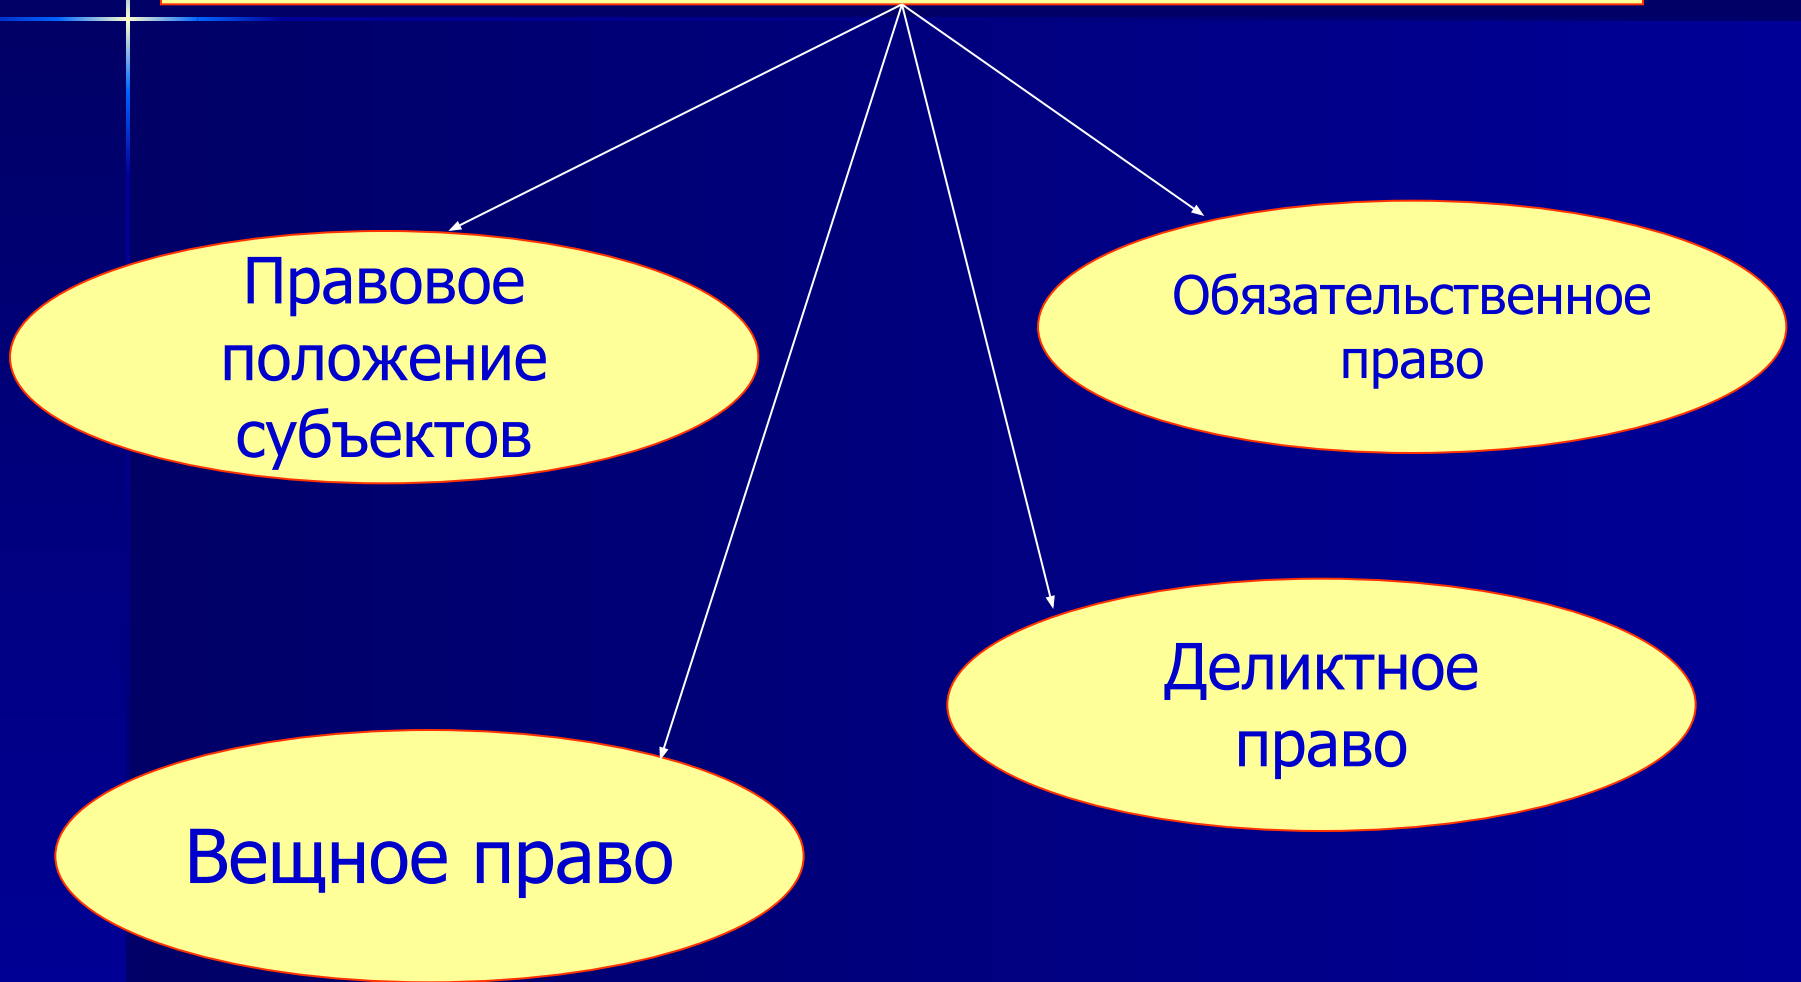 Правовое
положение
субъектов
Обязательственное
право
Деликтное
право
Вещное право